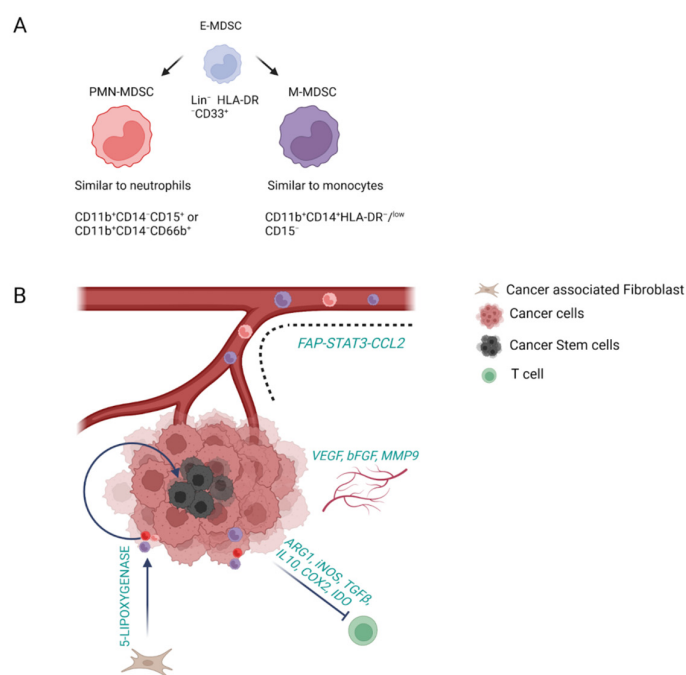 A
E-MDSC
PMN-MDSC
Lin⁻ HLA-DR
⁻CD33⁺
M-MDSC
Similar to neutrophils
Similar to monocytes
CD11b⁺CD14⁻CD15⁺ or
CD11b⁺CD14⁻CD66b⁺
CD11b⁺CD14⁺HLA-DR⁻/ˡᵒʷ
CD15⁻
B
FAP-STAT3-CCL2
VEGF, bFGF, MMP9
ARG1, iNOS, TGFβ,
IL10, COX2, IDO
5-LIPOXYGENASE
Cancer associated Fibroblast
Cancer cells
Cancer Stem cells
T cell